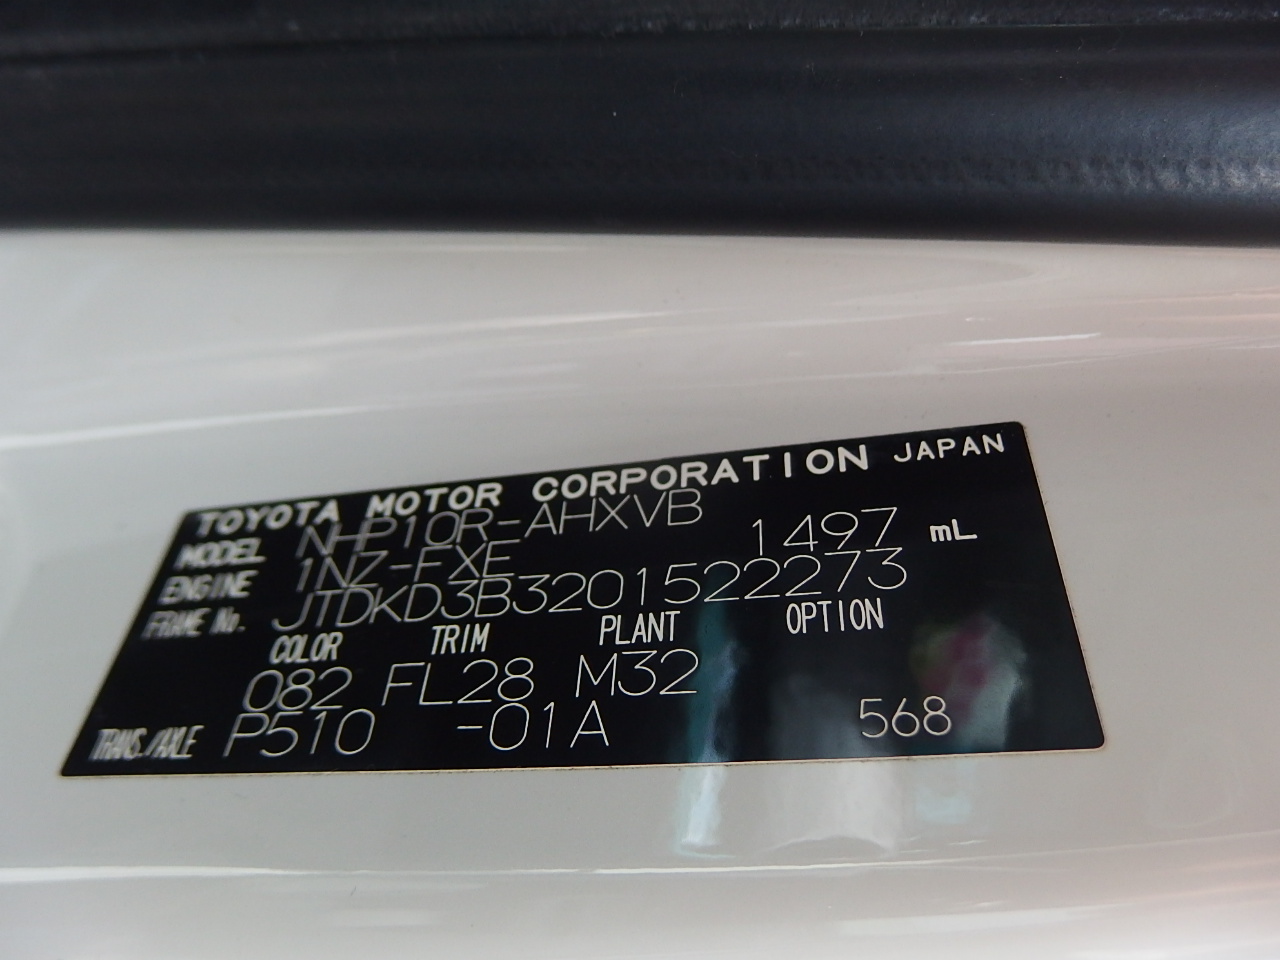 TOYOTA MOTOR CORPORATION JAPAN
MODEL NHP10R-AHXVB
ENGINE 1NZ-FXE 1497 mL
FRAME No. JTDKD3B3201522273
COLOR TRIM PLANT OPTION
082 FL28 M32
TRANS./AXLE P510 -01A 568